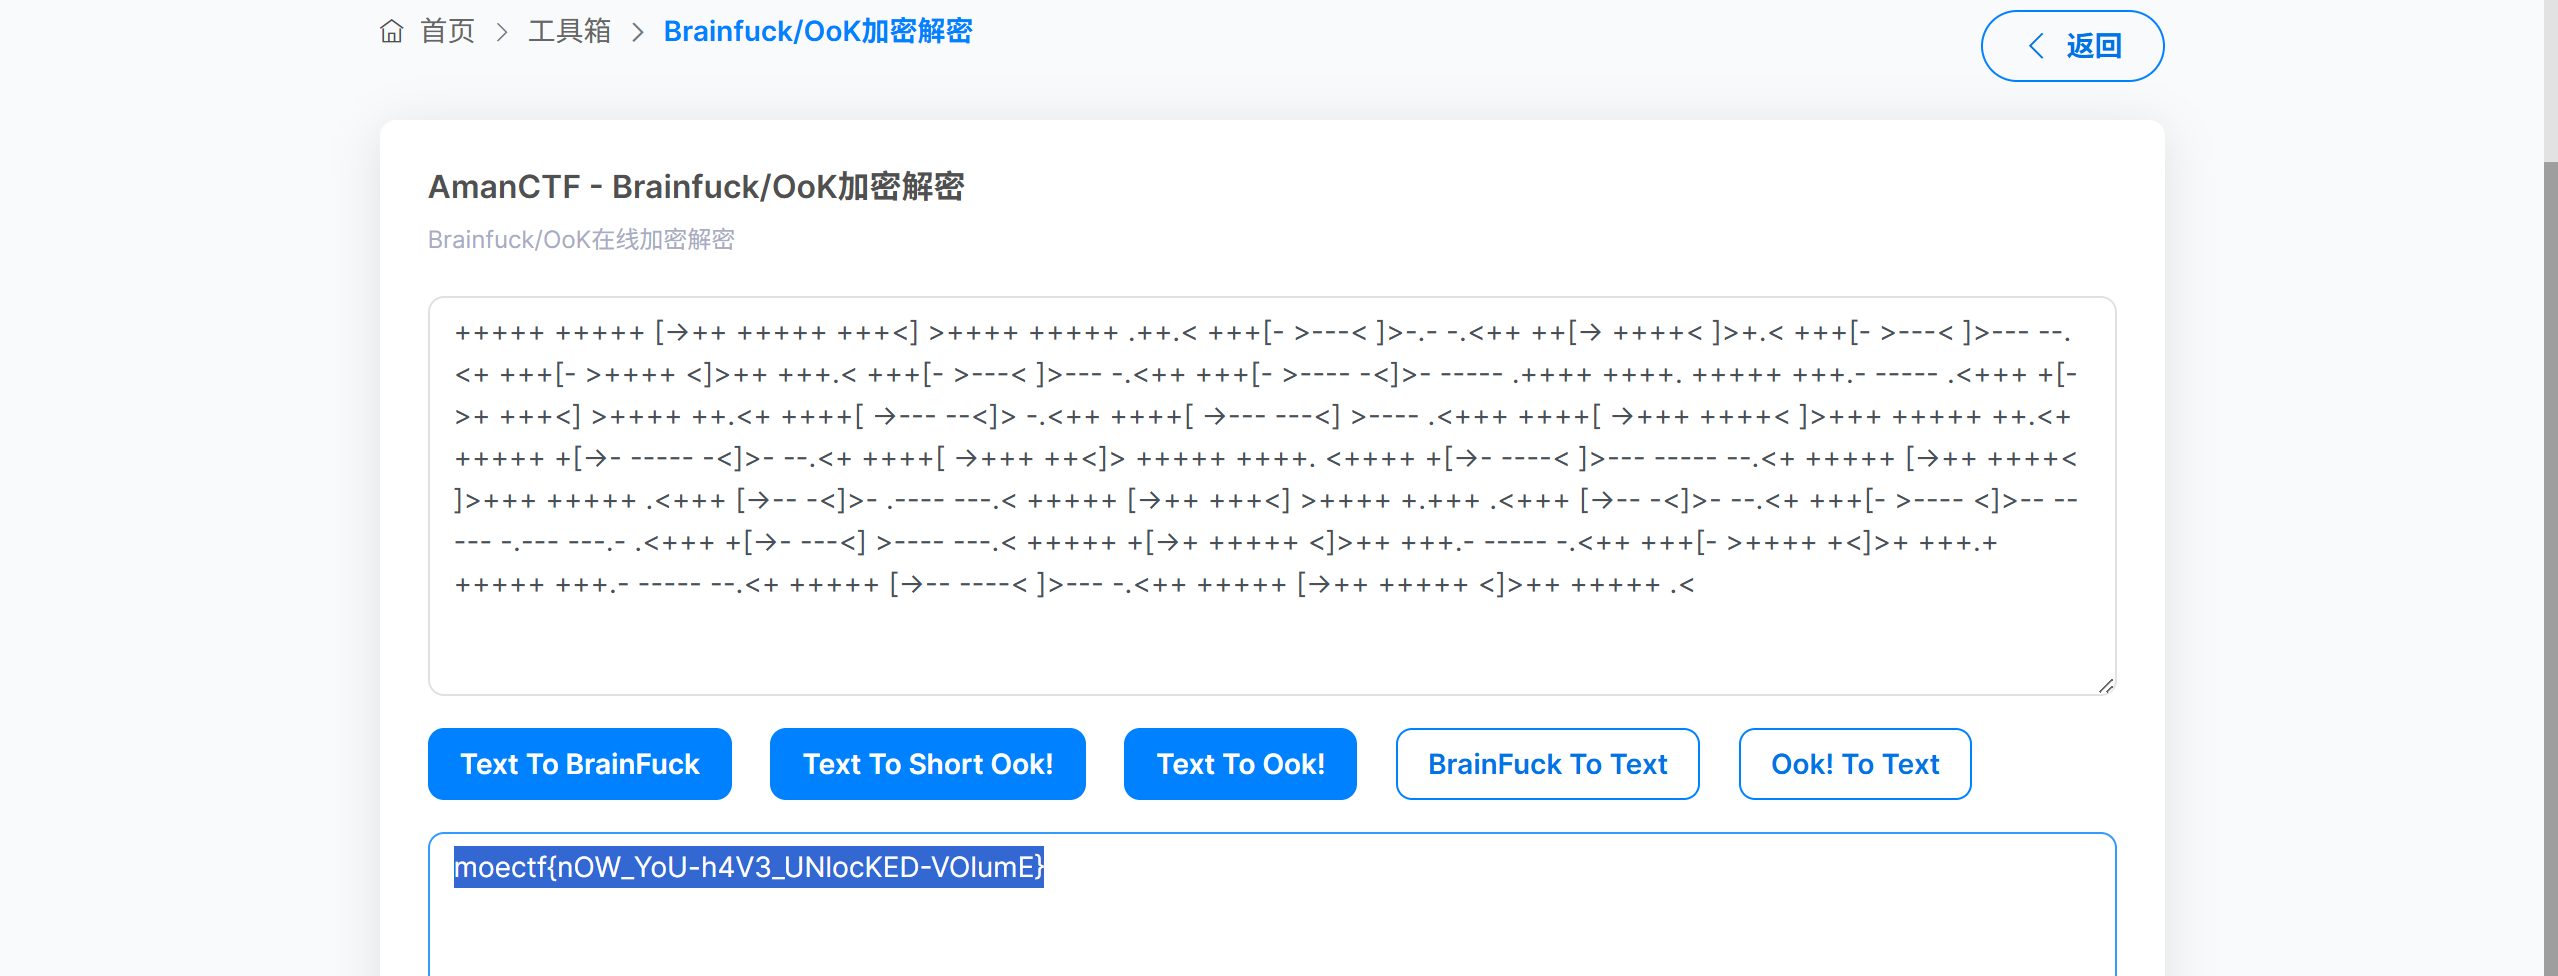 首页 > 工具箱 > Brainfuck/OoK加密解密
返回
AmanCTF - Brainfuck/OoK加密解密
Brainfuck/OoK在线加密解密
+++++ +++++ [->++ +++++ +++<] >++++ +++++ .++.< +++[- >---< ]>-.- -.<++ ++[-> ++++< ]>+.< +++[- >---< ]>--- --.
<+ +++[- >++++ <]>++ +++.< +++[- >---< ]>--- -.<++ +++[- >---- -<]>- ----- .++++ ++++. +++++ +++.- ----- .<+++ +[-
>+ +++<] >++++ ++.<+ ++++[ ->--- --<]> -.<++ ++++[ ->--- ---<] >---- .<+++ ++++[ ->+++ ++++< ]>+++ +++++ ++.<+
+++++ +[->- ----- -<]>- --.<+ ++++[ ->+++ ++<]> +++++ ++++. <++++ +[->- ----< ]>--- ----- --.<+ +++++ [->++ ++++<
]>+++ +++++ .<+++ [->-- -<]>- .---- ---.< +++++ [->++ +++<] >++++ +.+++ .<+++ [->-- -<]>- --.<+ +++[- >---- <]>-- --
--- -.--- ---.- .<+++ +[->- ---<] >---- ---.< +++++ +[->+ +++++ <]>++ +++.- ----- -.<++ +++[- >++++ +<]>+ +++.+
+++++ +++.- ----- --.<+ +++++ [->-- ----< ]>--- -.<++ +++++ [->++ +++++ <]>++ +++++ .<
Text To BrainFuck
Text To Short Ook!
Text To Ook!
BrainFuck To Text
Ook! To Text
moectf{nOW_YoU-h4V3_UNlocKED-VOlumE}